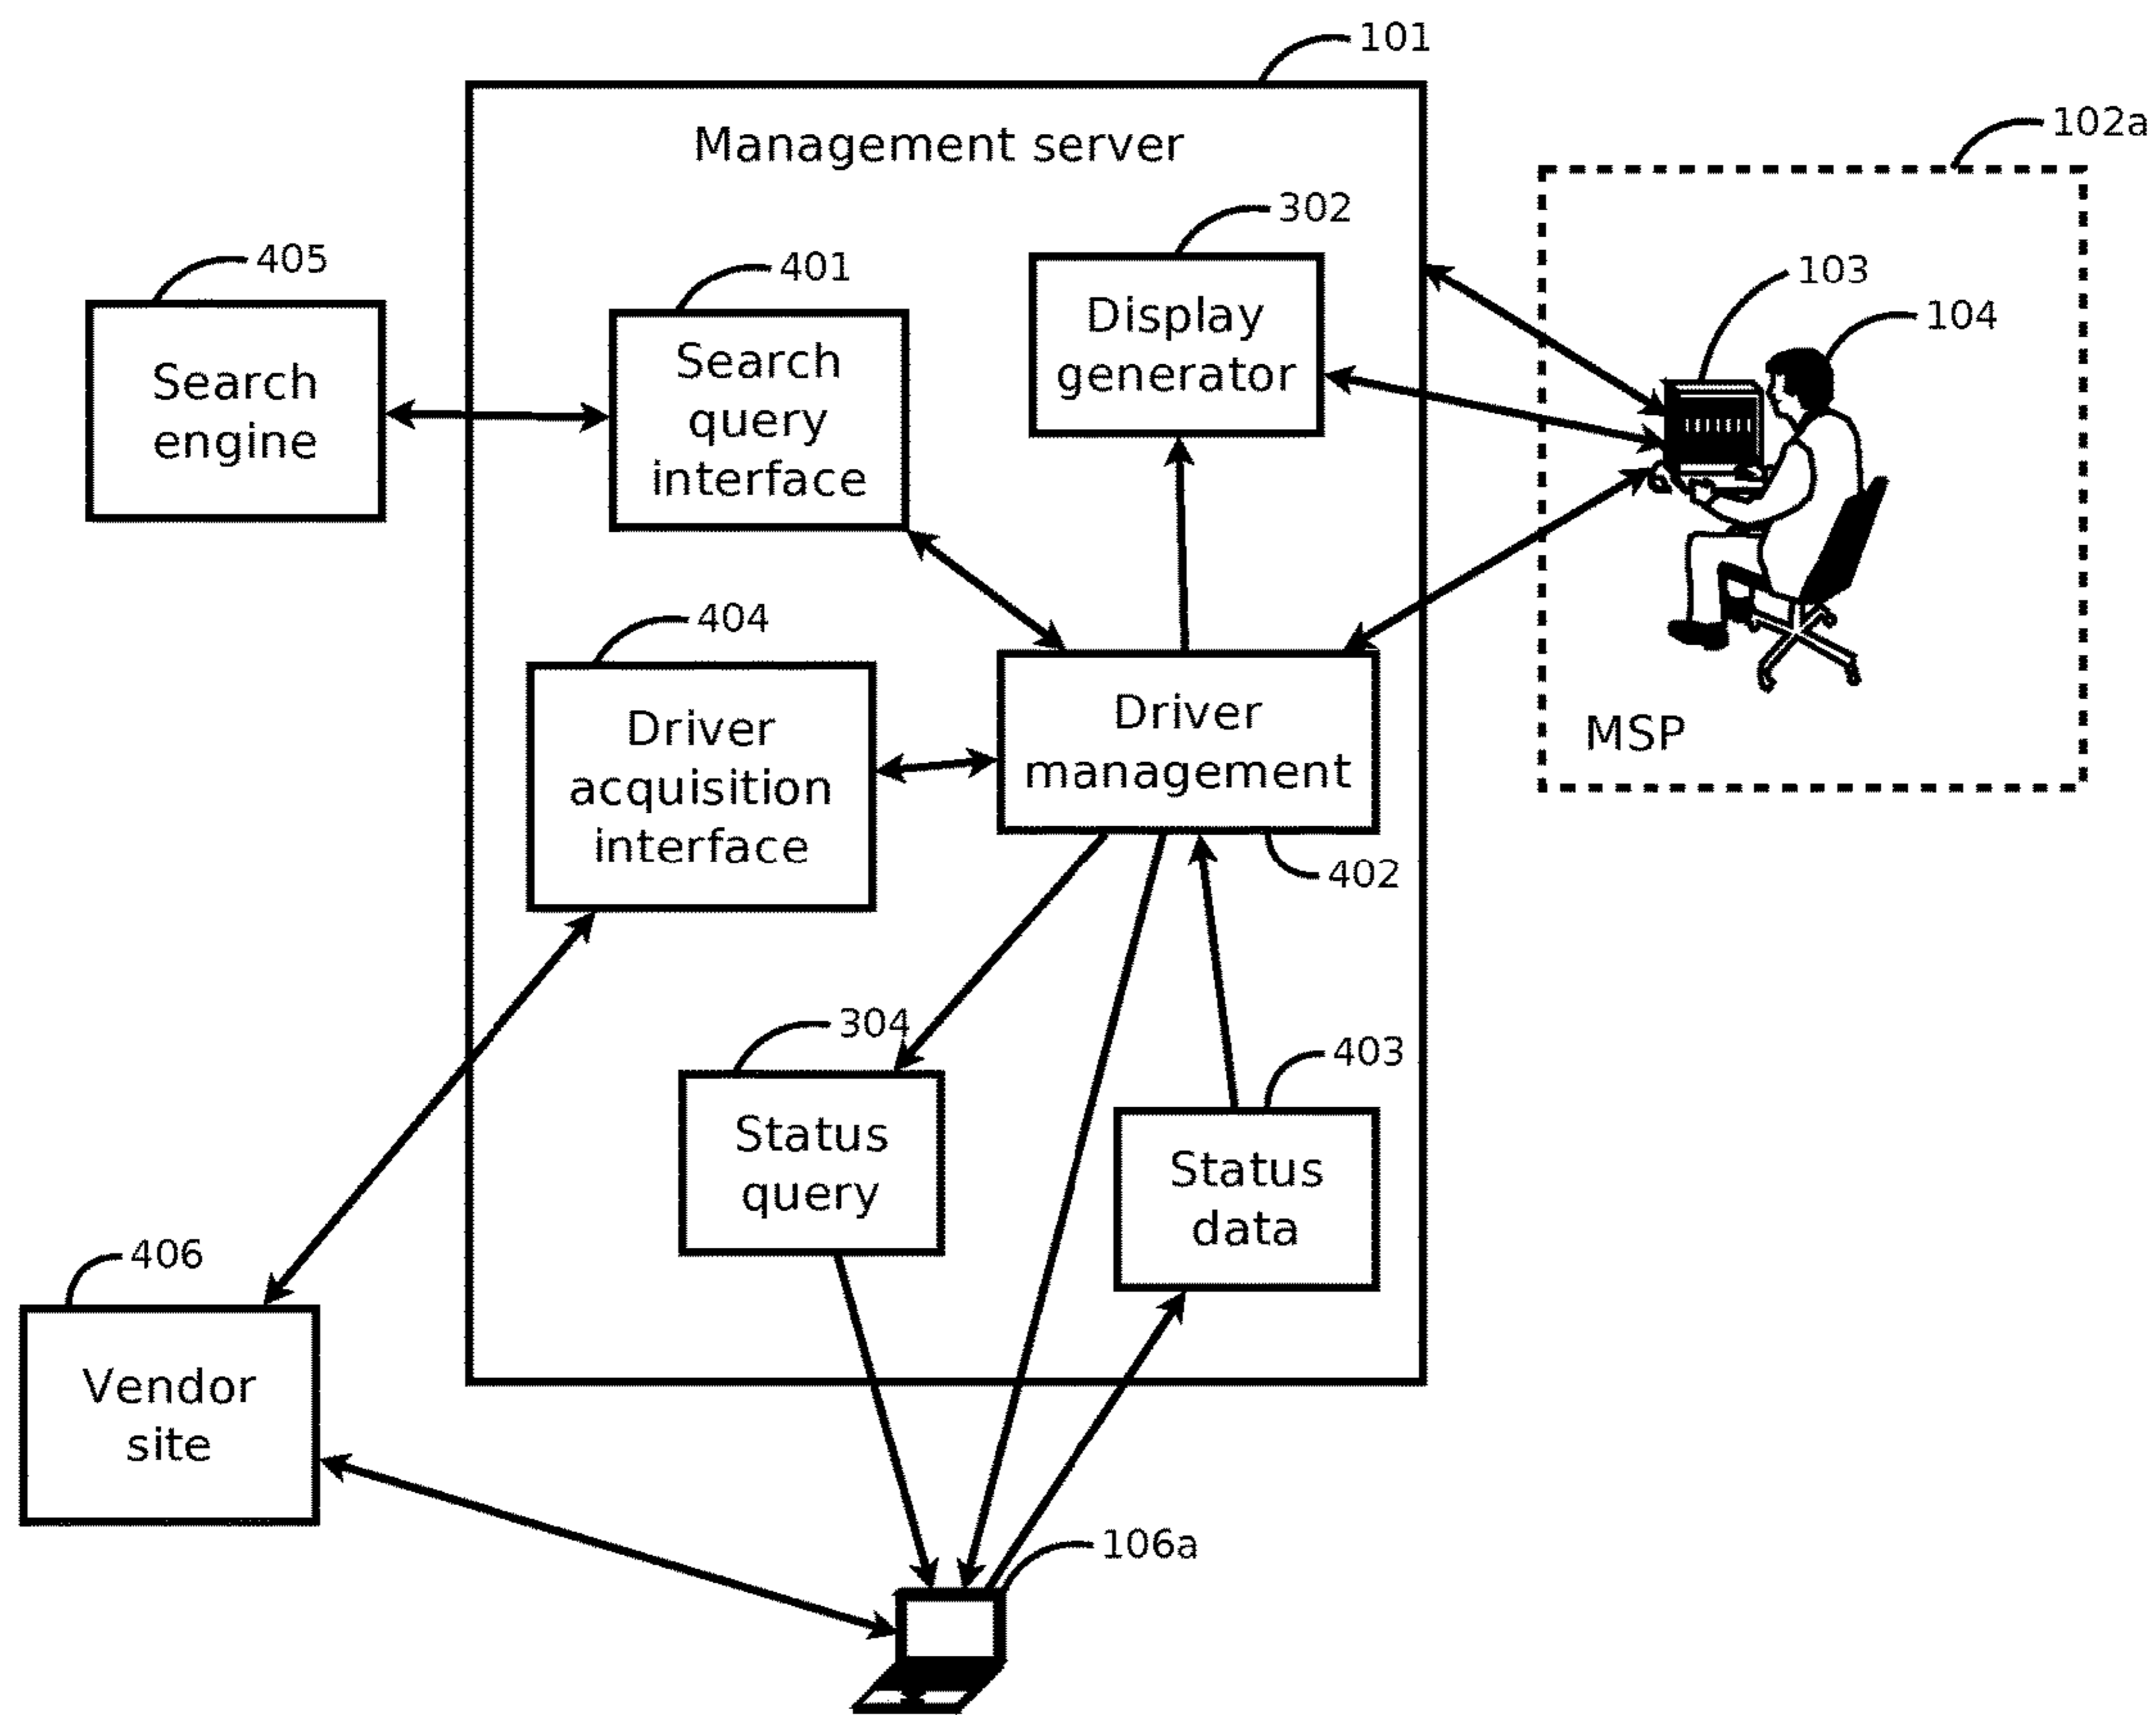 101
Management server
102a
302
405
401
103
104
Search
engine
Search
query
interface
Display
generator
404
Driver
acquisition
interface
Driver
management
MSP
402
304
403
Status
query
Status
data
406
Vendor
site
106a